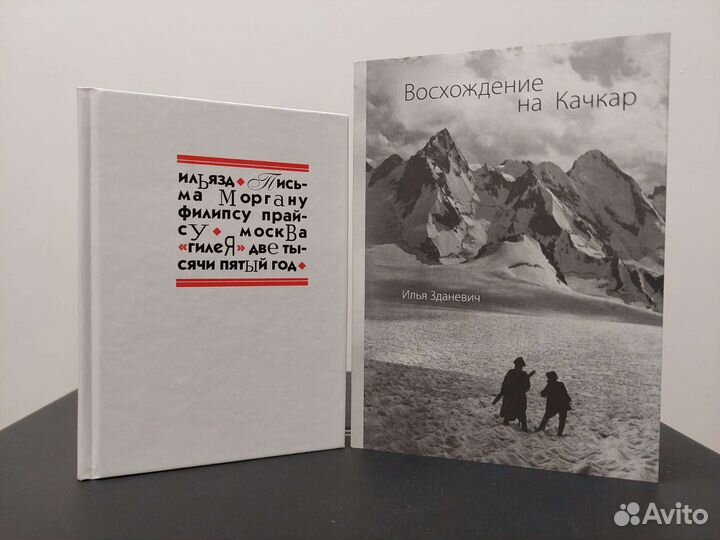 ильязд • Пись-
ма Моргану
филипсу прай-
су • москва
«гилея» две ты-
сячи пятый год •
Восхождение
на Качкар
Илья Зданевич
Avito